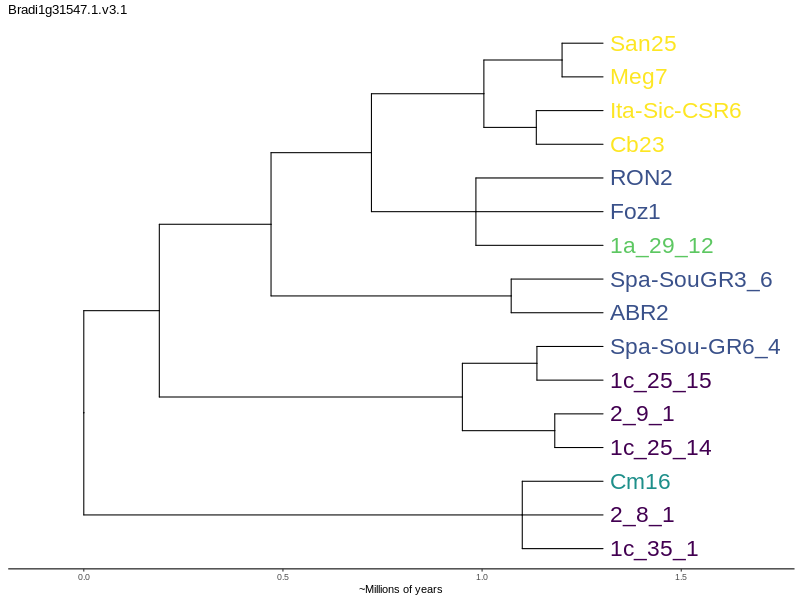 Bradi1g31547.1.v3.1
San25
Meg7
Ita-Sic-CSR6
Cb23
RON2
Foz1
1a_29_12
Spa-SouGR3_6
ABR2
Spa-Sou-GR6_4
1c_25_15
2_9_1
1c_25_14
Cm16
2_8_1
1c_35_1
0.0 0.5 1.0 1.5
~Millions of years